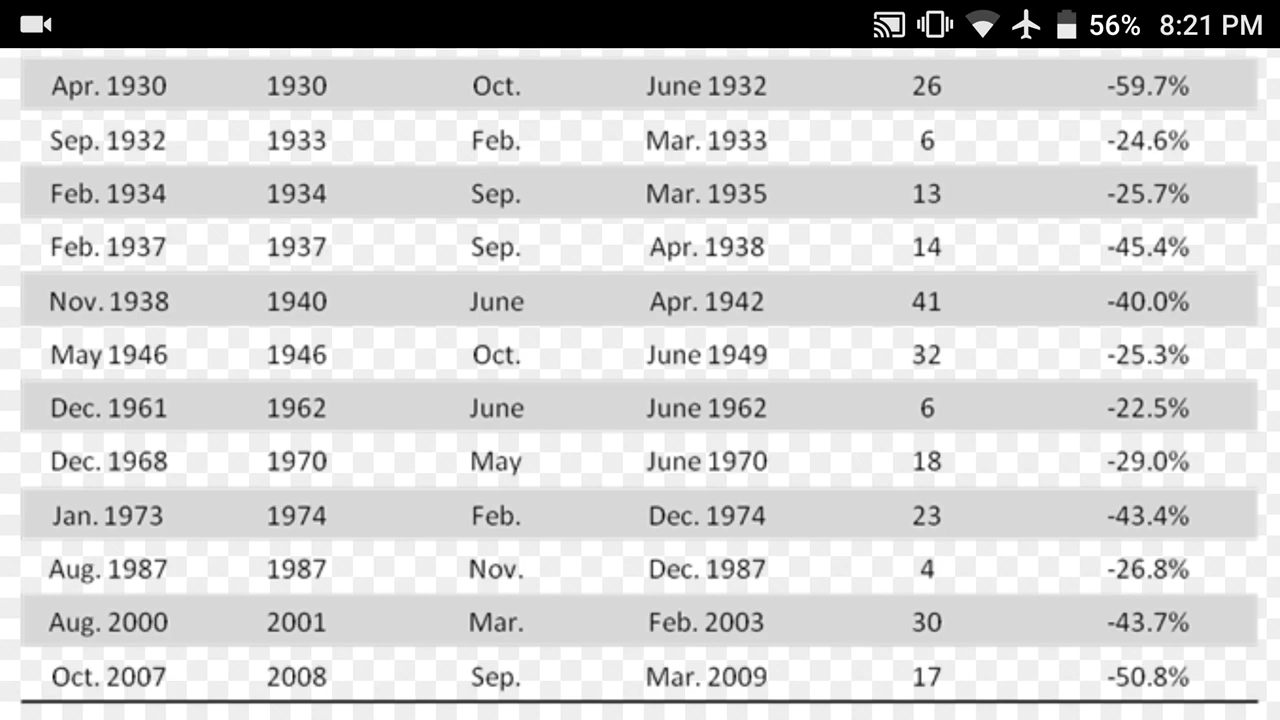 56% 8:21 PM
Apr. 1930 1930 Oct. June 1932 26 -59.7%
Sep. 1932 1933 Feb. Mar. 1933 6 -24.6%
Feb. 1934 1934 Sep. Mar. 1935 13 -25.7%
Feb. 1937 1937 Sep. Apr. 1938 14 -45.4%
Nov. 1938 1940 June Apr. 1942 41 -40.0%
May 1946 1946 Oct. June 1949 32 -25.3%
Dec. 1961 1962 June June 1962 6 -22.5%
Dec. 1968 1970 May June 1970 18 -29.0%
Jan. 1973 1974 Feb. Dec. 1974 23 -43.4%
Aug. 1987 1987 Nov. Dec. 1987 4 -26.8%
Aug. 2000 2001 Mar. Feb. 2003 30 -43.7%
Oct. 2007 2008 Sep. Mar. 2009 17 -50.8%